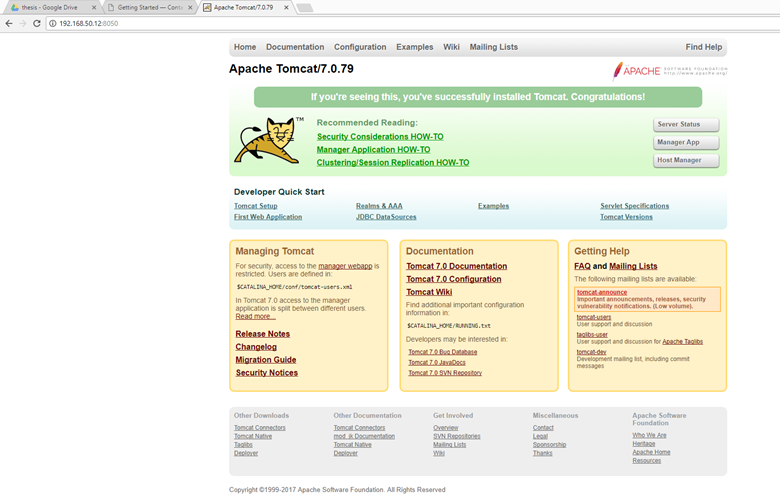 thesis - Google Drive
Getting Started — Conta
Apache Tomcat/7.0.79
192.168.50.12:8050
Home Documentation Configuration Examples Wiki Mailing Lists Find Help
Apache Tomcat/7.0.79
APACHE SOFTWARE FOUNDATION
http://www.apache.org/
If you're seeing this, you've successfully installed Tomcat. Congratulations!
TM
Recommended Reading:
Security Considerations HOW-TO
Manager Application HOW-TO
Clustering/Session Replication HOW-TO
Server Status
Manager App
Host Manager
Developer Quick Start
Tomcat Setup
First Web Application
Realms & AAA
JDBC DataSources
Examples
Servlet Specifications
Tomcat Versions
Managing Tomcat
For security, access to the manager webapp is
restricted. Users are defined in:
$CATALINA_HOME/conf/tomcat-users.xml
In Tomcat 7.0 access to the manager
application is split between different users.
Read more...
Release Notes
Changelog
Migration Guide
Security Notices
Documentation
Tomcat 7.0 Documentation
Tomcat 7.0 Configuration
Tomcat Wiki
Find additional important configuration
information in:
$CATALINA_HOME/RUNNING.txt
Developers may be interested in:
Tomcat 7.0 Bug Database
Tomcat 7.0 JavaDocs
Tomcat 7.0 SVN Repository
Getting Help
FAQ and Mailing Lists
The following mailing lists are available:
tomcat-announce
Important announcements, releases, security
vulnerability notifications. (Low volume).
tomcat-users
User support and discussion
taglibs-user
User support and discussion for Apache Taglibs
tomcat-dev
Development mailing list, including commit
messages
Other Downloads
Tomcat Connectors
Tomcat Native
Taglibs
Deployer
Other Documentation
Tomcat Connectors
mod_jk Documentation
Tomcat Native
Deployer
Get Involved
Overview
SVN Repositories
Mailing Lists
Wiki
Miscellaneous
Contact
Legal
Sponsorship
Thanks
Apache Software
Foundation
Who We Are
Heritage
Apache Home
Resources
Copyright ©1999-2017 Apache Software Foundation. All Rights Reserved